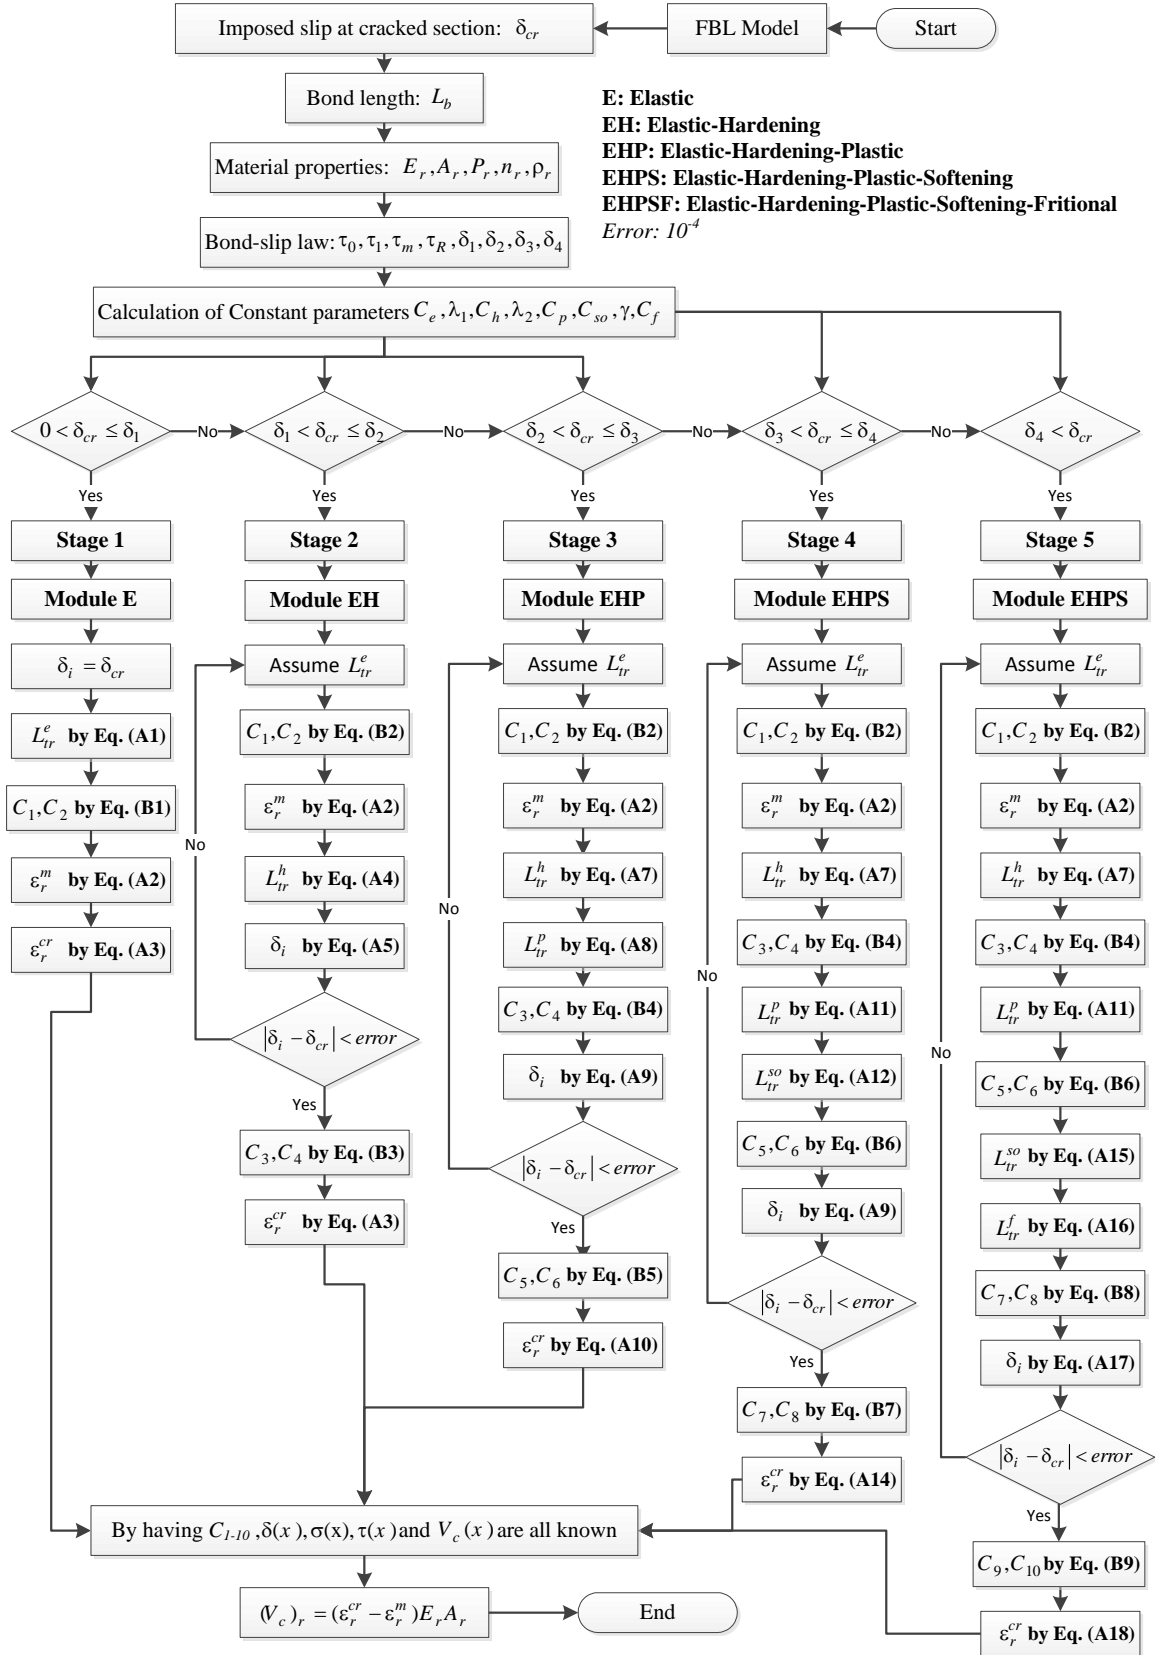 Imposed slip at cracked section: δcr
FBL Model
Start
Bond length: Lb
E: Elastic
EH: Elastic-Hardening
EHP: Elastic-Hardening-Plastic
EHPS: Elastic-Hardening-Plastic-Softening
EHPSF: Elastic-Hardening-Plastic-Softening-Fritional
Error: 10^-4
Material properties: Er, Ar, Pr, nr, ρr
Bond-slip law: τ0, τ1, τm, τR, δ1, δ2, δ3, δ4
Calculation of Constant parameters Ce, λ1, Ch, λ2, Cp, Cso, γ, Cf
0 < δcr ≤ δ1
No
δ1 < δcr ≤ δ2
No
δ2 < δcr ≤ δ3
No
δ3 < δcr ≤ δ4
No
δ4 < δcr
Yes
Stage 1
Module E
δi = δcr
L^e_tr by Eq. (A1)
C1, C2 by Eq. (B1)
ε^m_r by Eq. (A2)
ε^cr_r by Eq. (A3)
Yes
Stage 2
Module EH
Assume L^e_tr
C1, C2 by Eq. (B2)
ε^m_r by Eq. (A2)
No
L^h_tr by Eq. (A4)
δi by Eq. (A5)
|δi − δcr| < error
Yes
C3, C4 by Eq. (B3)
ε^cr_r by Eq. (A3)
Yes
Stage 3
Module EHP
Assume L^e_tr
C1, C2 by Eq. (B2)
ε^m_r by Eq. (A2)
L^h_tr by Eq. (A7)
No
L^p_tr by Eq. (A8)
C3, C4 by Eq. (B4)
δi by Eq. (A9)
|δi − δcr| < error
Yes
C5, C6 by Eq. (B5)
ε^cr_r by Eq. (A10)
Yes
Stage 4
Module EHPS
Assume L^e_tr
C1, C2 by Eq. (B2)
ε^m_r by Eq. (A2)
L^h_tr by Eq. (A7)
C3, C4 by Eq. (B4)
No
L^p_tr by Eq. (A11)
L^so_tr by Eq. (A12)
C5, C6 by Eq. (B6)
δi by Eq. (A9)
|δi − δcr| < error
Yes
C7, C8 by Eq. (B7)
ε^cr_r by Eq. (A14)
Yes
Stage 5
Module EHPS
Assume L^e_tr
C1, C2 by Eq. (B2)
ε^m_r by Eq. (A2)
L^h_tr by Eq. (A7)
C3, C4 by Eq. (B4)
L^p_tr by Eq. (A11)
No
C5, C6 by Eq. (B6)
L^so_tr by Eq. (A15)
L^f_tr by Eq. (A16)
C7, C8 by Eq. (B8)
δi by Eq. (A17)
|δi − δcr| < error
Yes
C9, C10 by Eq. (B9)
ε^cr_r by Eq. (A18)
By having C1-10, δ(x), σ(x), τ(x) and Vc(x) are all known
(Vc)r = (ε^cr_r − ε^m_r)ErAr
End